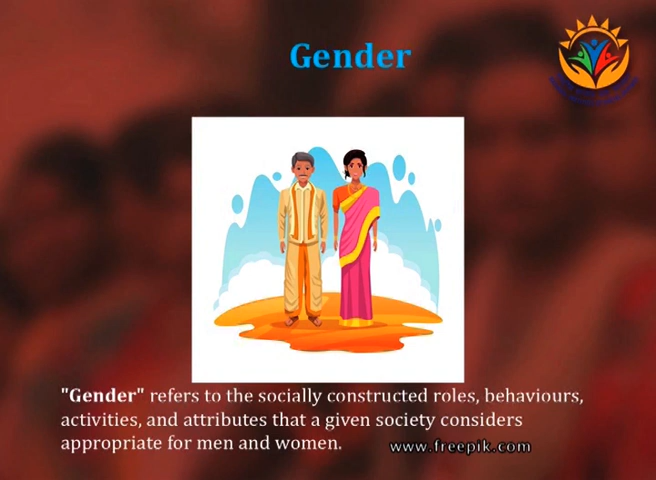 Gender
"Gender" refers to the socially constructed roles, behaviours,
activities, and attributes that a given society considers
appropriate for men and women.
www.freepik.com